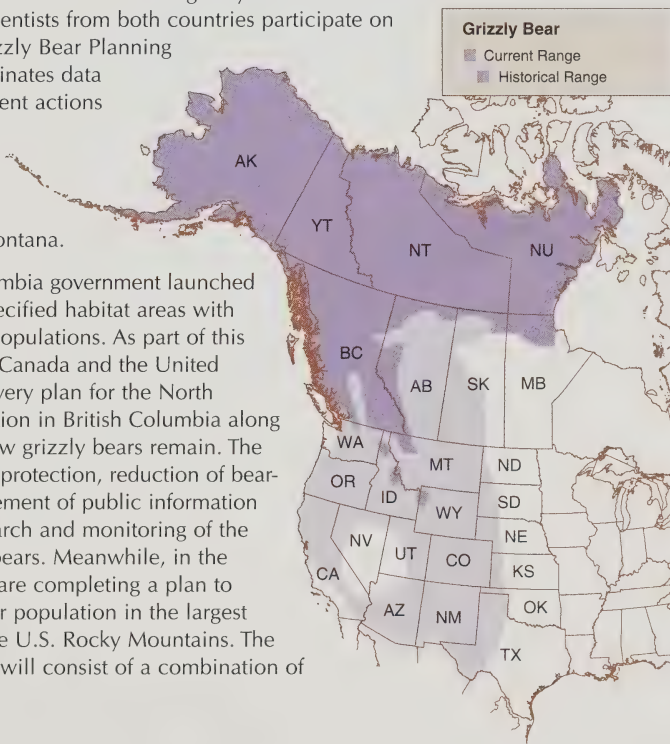 entists from both countries participate on
zzly Bear Planning
inates data
ent actions
ontana.
mbia government launched
ecified habitat areas with
opulations. As part of this
Canada and the United
very plan for the North
ion in British Columbia along
w grizzly bears remain. The
protection, reduction of bear-
ement of public information
arch and monitoring of the
bears. Meanwhile, in the
are completing a plan to
r population in the largest
e U.S. Rocky Mountains. The
will consist of a combination of
Grizzly Bear
Current Range
Historical Range
AK
YT
NT
NU
BC
AB
SK
MB
WA
MT
ND
OR
ID
SD
WY
NE
NV
UT
CO
KS
CA
AZ
NM
OK
TX